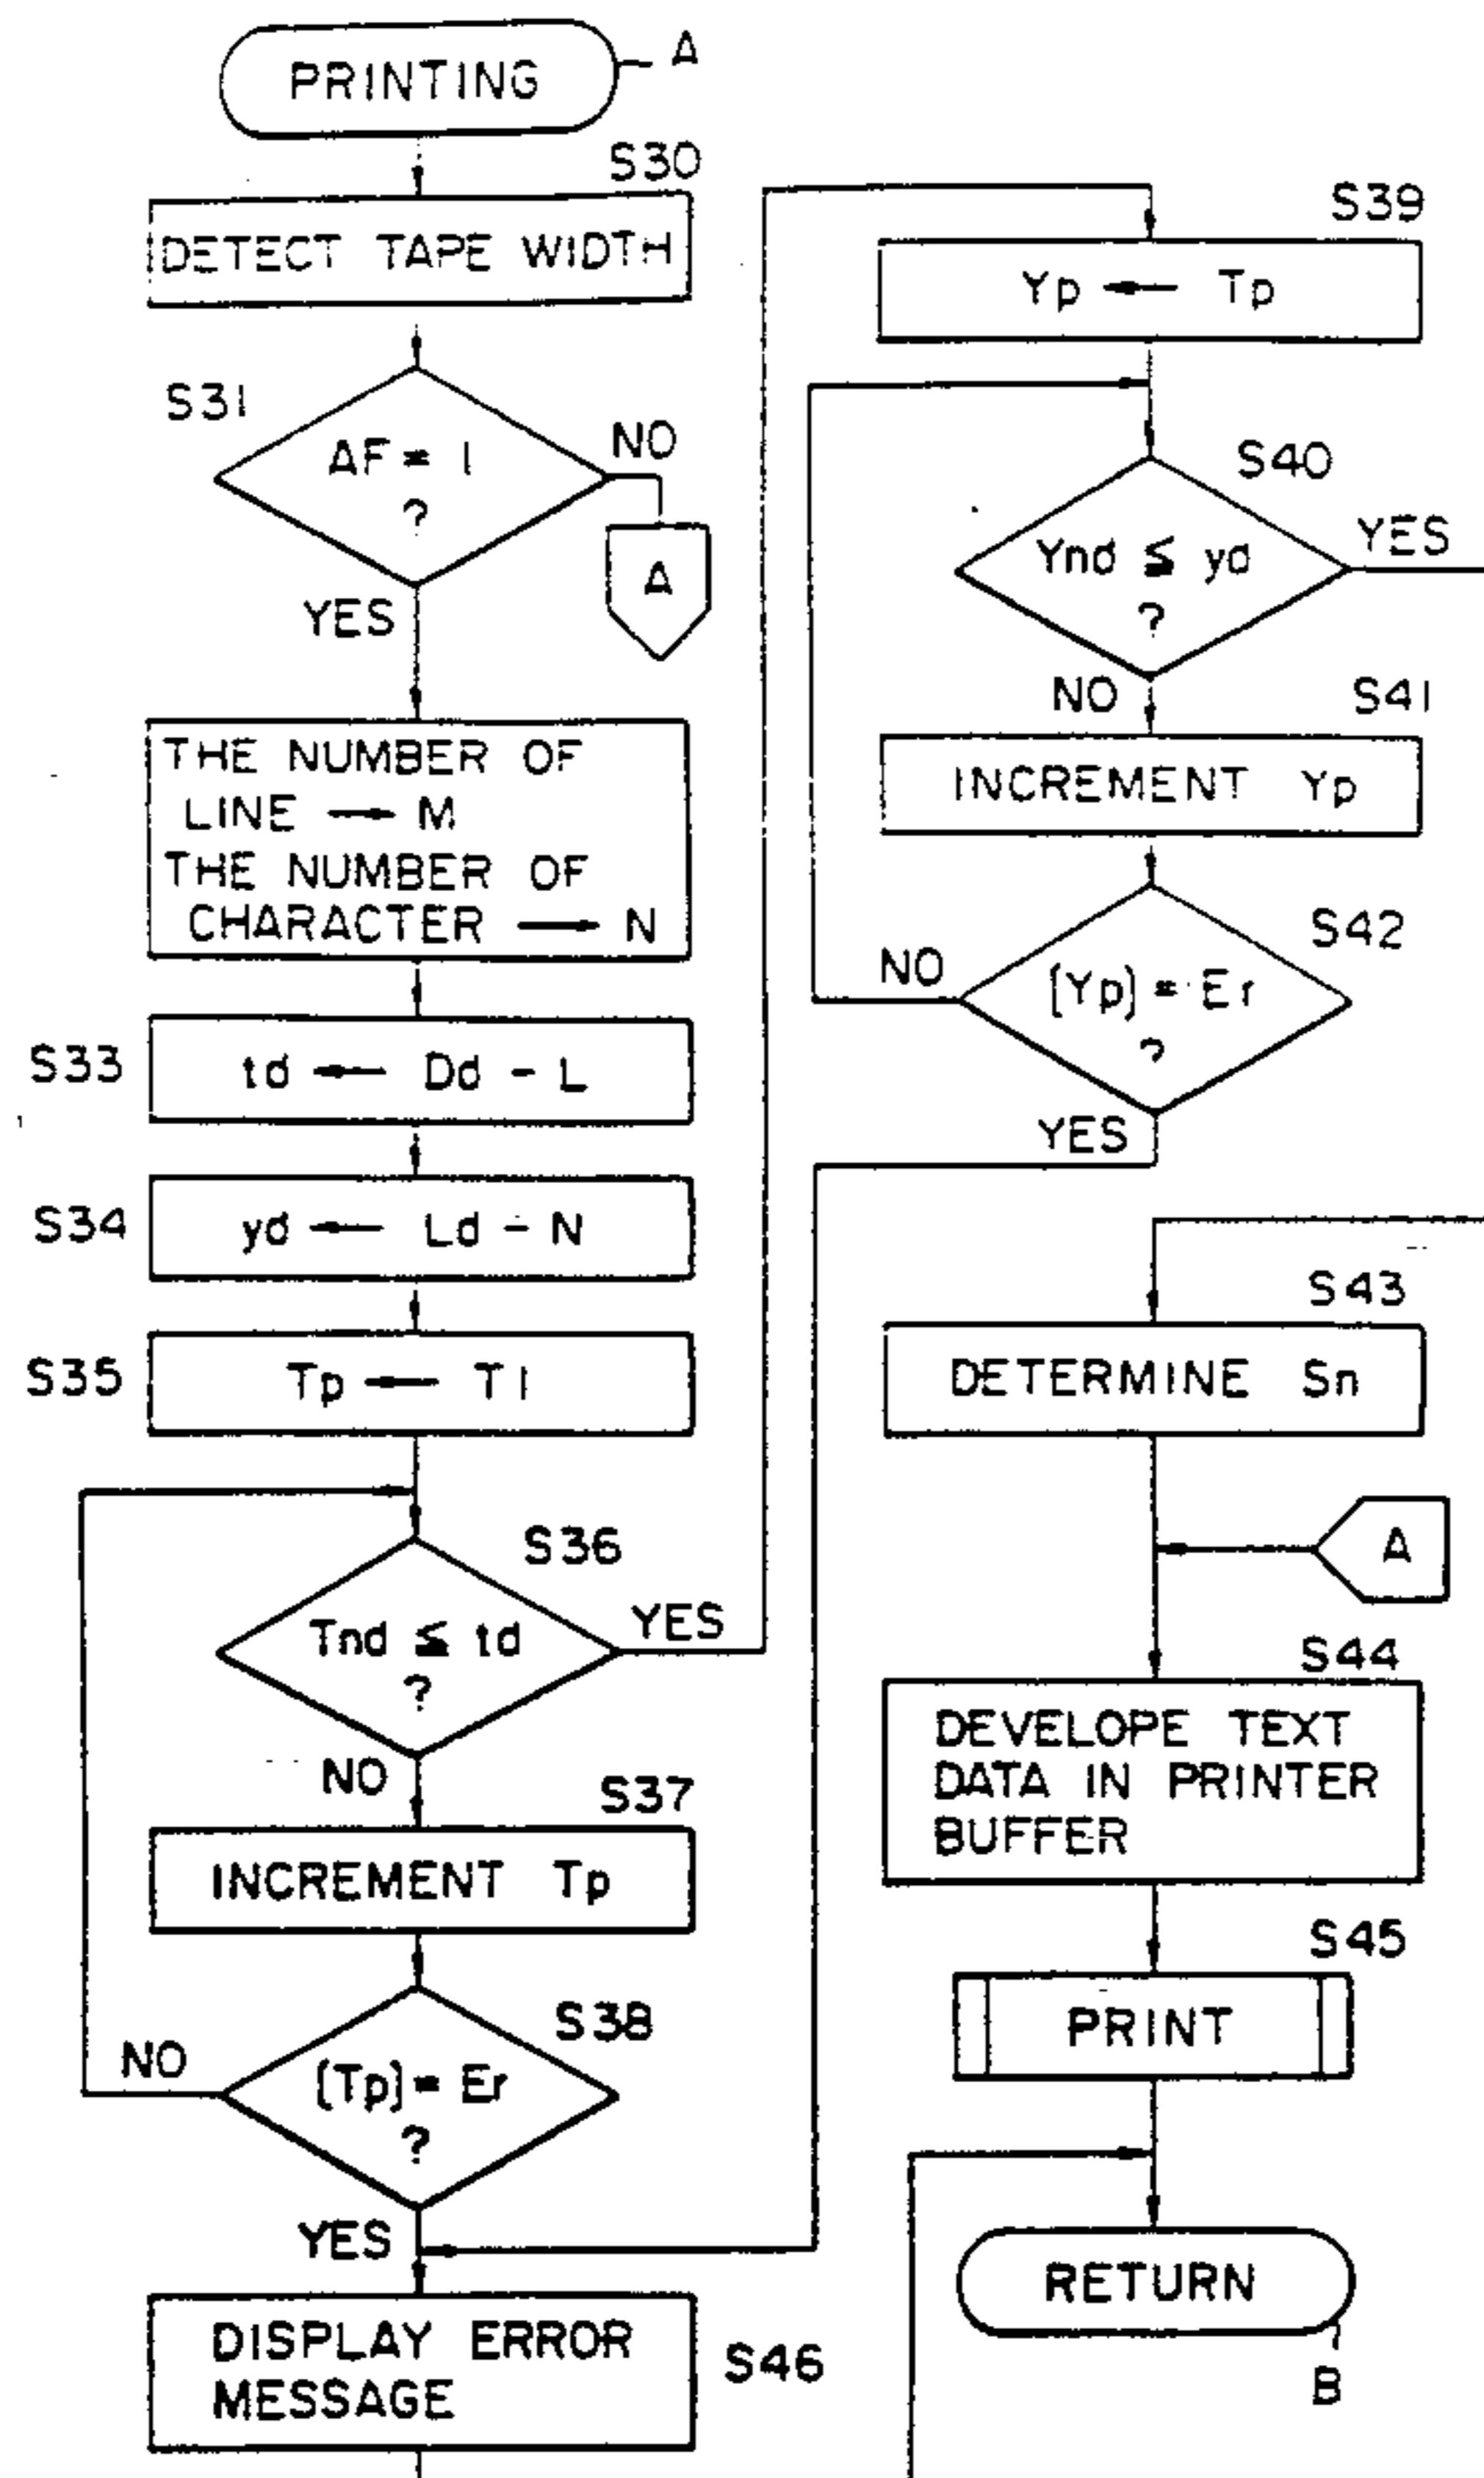 PRINTING
A
S30
DETECT TAPE WIDTH
S31
AF = 1
?
NO
A
YES
THE NUMBER OF
LINE → M
THE NUMBER OF
CHARACTER → N
S33
td ← Dd - L
S34
yd ← Ld - N
S35
Tp ← T1
S36
Tnd ≦ td
?
YES
NO
S37
INCREMENT Tp
S38
(Tp) = Er
?
NO
YES
DISPLAY ERROR
MESSAGE
S46
S39
Yp ← Tp
S40
Ynd ≦ yd
?
YES
NO
S41
INCREMENT Yp
S42
(Yp) = Er
?
NO
YES
S43
DETERMINE Sn
A
S44
DEVELOPE TEXT
DATA IN PRINTER
BUFFER
S45
PRINT
RETURN
B